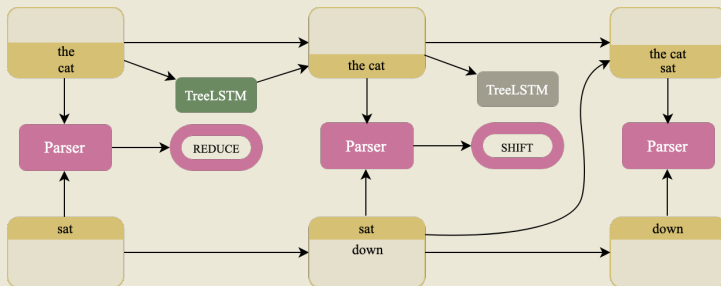 the
cat
the cat
the cat
sat
TreeLSTM
TreeLSTM
Parser
REDUCE
Parser
SHIFT
Parser
sat
sat
down
down